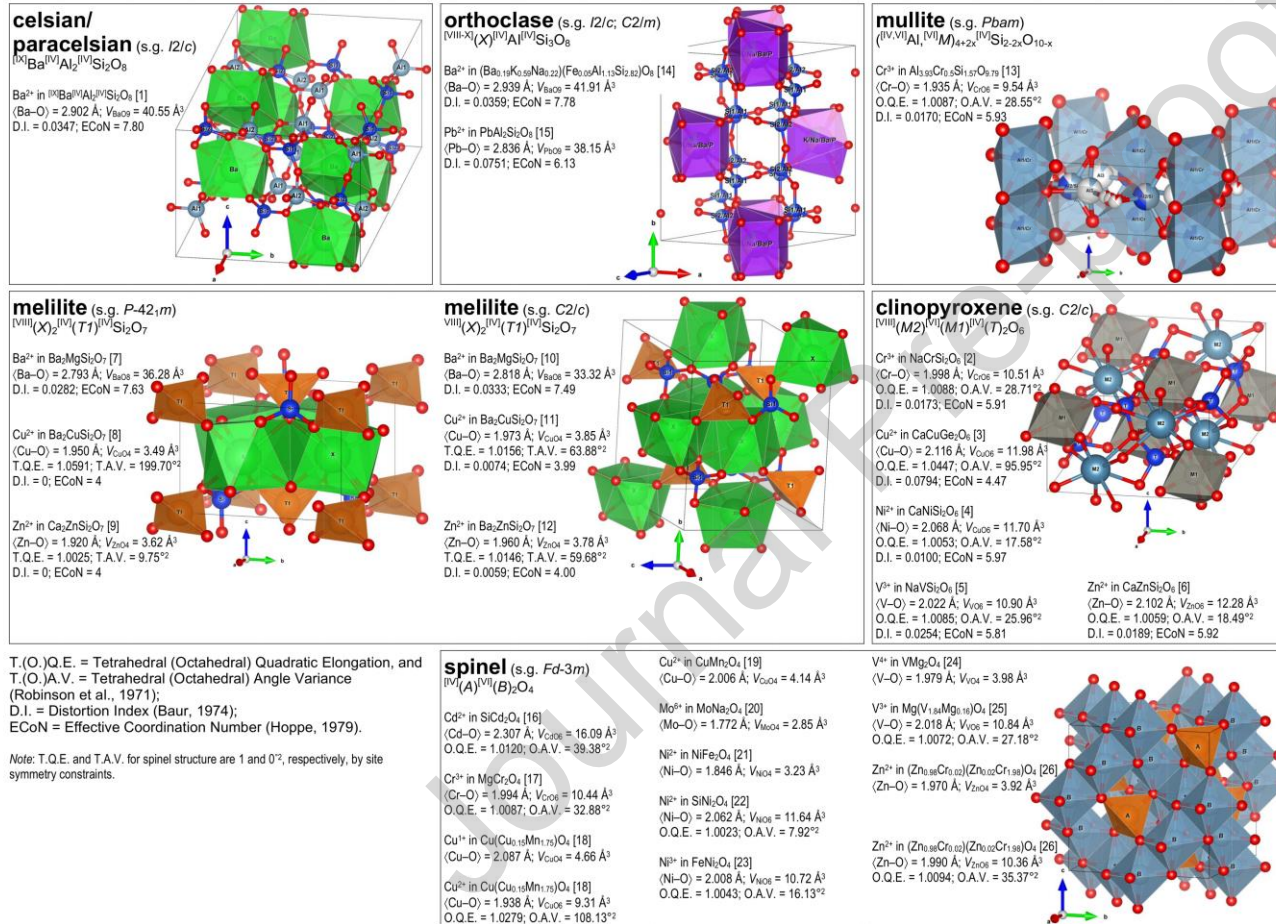 celsian/
paracelsian (s.g. I2/c)
[IX]Ba[IV]Al2[IV]Si2O8
Ba2+ in [IX]Ba[IV]Al2[IV]Si2O8 [1]
⟨Ba–O⟩ = 2.902 Å; VBaO9 = 40.55 Å3
D.I. = 0.0347; ECoN = 7.80
orthoclase (s.g. I2/c; C2/m)
[VIII-X](X)[IV]Al[IV]Si3O8
Ba2+ in (Ba0.19K0.59Na0.22)(Fe0.05Al1.13Si2.82)O8 [14]
⟨Ba–O⟩ = 2.939 Å; VBaO9 = 41.91 Å3
D.I. = 0.0359; ECoN = 7.78
Pb2+ in PbAl2Si2O8 [15]
⟨Pb–O⟩ = 2.836 Å; VPbO9 = 38.15 Å3
D.I. = 0.0751; ECoN = 6.13
mullite (s.g. Pbam)
([IV,VI]Al,[VI]M)4+2x[IV]Si2-2xO10-x
Cr3+ in Al3.93Cr0.5Si1.57O9.79 [13]
⟨Cr–O⟩ = 1.935 Å; VCrO6 = 9.54 Å3
O.Q.E. = 1.0087; O.A.V. = 28.55°2
D.I. = 0.0170; ECoN = 5.93
melilite (s.g. P-421m)
[VIII](X)2[IV](T1)[IV]Si2O7
Ba2+ in Ba2MgSi2O7 [7]
⟨Ba–O⟩ = 2.793 Å; VBaO8 = 36.28 Å3
D.I. = 0.0282; ECoN = 7.63
Cu2+ in Ba2CuSi2O7 [8]
⟨Cu–O⟩ = 1.950 Å; VCuO4 = 3.49 Å3
T.Q.E. = 1.0591; T.A.V. = 199.70°2
D.I. = 0; ECoN = 4
Zn2+ in Ca2ZnSi2O7 [9]
⟨Zn–O⟩ = 1.920 Å; VZnO4 = 3.62 Å3
T.Q.E. = 1.0025; T.A.V. = 9.75°2
D.I. = 0; ECoN = 4
melilite (s.g. C2/c)
VIII](X)2[IV](T1)[IV]Si2O7
Ba2+ in Ba2MgSi2O7 [10]
⟨Ba–O⟩ = 2.818 Å; VBaO8 = 33.32 Å3
D.I. = 0.0333; ECoN = 7.49
Cu2+ in Ba2CuSi2O7 [11]
⟨Cu–O⟩ = 1.973 Å; VCuO4 = 3.85 Å3
T.Q.E. = 1.0156; T.A.V. = 63.88°2
D.I. = 0.0074; ECoN = 3.99
Zn2+ in Ba2ZnSi2O7 [12]
⟨Zn–O⟩ = 1.960 Å; VZnO4 = 3.78 Å3
T.Q.E. = 1.0146; T.A.V. = 59.68°2
D.I. = 0.0059; ECoN = 4.00
clinopyroxene (s.g. C2/c)
[VIII](M2)[VI](M1)[IV](T)2O6
Cr3+ in NaCrSi2O6 [2]
⟨Cr–O⟩ = 1.998 Å; VCrO6 = 10.51 Å3
O.Q.E. = 1.0088; O.A.V. = 28.71°2
D.I. = 0.0173; ECoN = 5.91
Cu2+ in CaCuGe2O6 [3]
⟨Cu–O⟩ = 2.116 Å; VCuO6 = 11.98 Å3
O.Q.E. = 1.0447; O.A.V. = 95.95°2
D.I. = 0.0794; ECoN = 4.47
Ni2+ in CaNiSi2O6 [4]
⟨Ni–O⟩ = 2.068 Å; VCuO6 = 11.70 Å3
O.Q.E. = 1.0053; O.A.V. = 17.58°2
D.I. = 0.0100; ECoN = 5.97
V3+ in NaVSi2O6 [5]
⟨V–O⟩ = 2.022 Å; VVO6 = 10.90 Å3
O.Q.E. = 1.0085; O.A.V. = 25.96°2
D.I. = 0.0254; ECoN = 5.81
Zn2+ in CaZnSi2O6 [6]
⟨Zn–O⟩ = 2.102 Å; VZnO6 = 12.28 Å3
O.Q.E. = 1.0059; O.A.V. = 18.49°2
D.I. = 0.0189; ECoN = 5.92
T.(O.)Q.E. = Tetrahedral (Octahedral) Quadratic Elongation, and
T.(O.)A.V. = Tetrahedral (Octahedral) Angle Variance
(Robinson et al., 1971);
D.I. = Distortion Index (Baur, 1974);
ECoN = Effective Coordination Number (Hoppe, 1979).
Note: T.Q.E. and T.A.V. for spinel structure are 1 and 0°2, respectively, by site
symmetry constraints.
spinel (s.g. Fd-3m)
[IV](A)[VI](B)2O4
Cd2+ in SiCd2O4 [16]
⟨Cd–O⟩ = 2.307 Å; VCdO6 = 16.09 Å3
O.Q.E. = 1.0120; O.A.V. = 39.38°2
Cr3+ in MgCr2O4 [17]
⟨Cr–O⟩ = 1.994 Å; VCrO6 = 10.44 Å3
O.Q.E. = 1.0087; O.A.V. = 32.88°2
Cu1+ in Cu(Cu0.15Mn1.75)O4 [18]
⟨Cu–O⟩ = 2.087 Å; VCuO4 = 4.66 Å3
Cu2+ in Cu(Cu0.15Mn1.75)O4 [18]
⟨Cu–O⟩ = 1.938 Å; VCuO6 = 9.31 Å3
O.Q.E. = 1.0279; O.A.V. = 108.13°2
Cu2+ in CuMn2O4 [19]
⟨Cu–O⟩ = 2.006 Å; VCuO4 = 4.14 Å3
Mo6+ in MoNa2O4 [20]
⟨Mo–O⟩ = 1.772 Å; VMoO4 = 2.85 Å3
Ni2+ in NiFe2O4 [21]
⟨Ni–O⟩ = 1.846 Å; VNiO4 = 3.23 Å3
Ni2+ in SiNi2O4 [22]
⟨Ni–O⟩ = 2.062 Å; VNiO6 = 11.64 Å3
O.Q.E. = 1.0023; O.A.V. = 7.92°2
Ni3+ in FeNi2O4 [23]
⟨Ni–O⟩ = 2.008 Å; VNiO6 = 10.72 Å3
O.Q.E. = 1.0043; O.A.V. = 16.13°2
V4+ in VMg2O4 [24]
⟨V–O⟩ = 1.979 Å; VVO4 = 3.98 Å3
V3+ in Mg(V1.84Mg0.16)O4 [25]
⟨V–O⟩ = 2.018 Å; VVO6 = 10.84 Å3
O.Q.E. = 1.0072; O.A.V. = 27.18°2
Zn2+ in (Zn0.98Cr0.02)(Zn0.02Cr1.98)O4 [26]
⟨Zn–O⟩ = 1.970 Å; VZnO4 = 3.92 Å3
Zn2+ in (Zn0.98Cr0.02)(Zn0.02Cr1.98)O4 [26]
⟨Zn–O⟩ = 1.990 Å; VZnO6 = 10.36 Å3
O.Q.E. = 1.0094; O.A.V. = 35.37°2
Journal Pre-proof